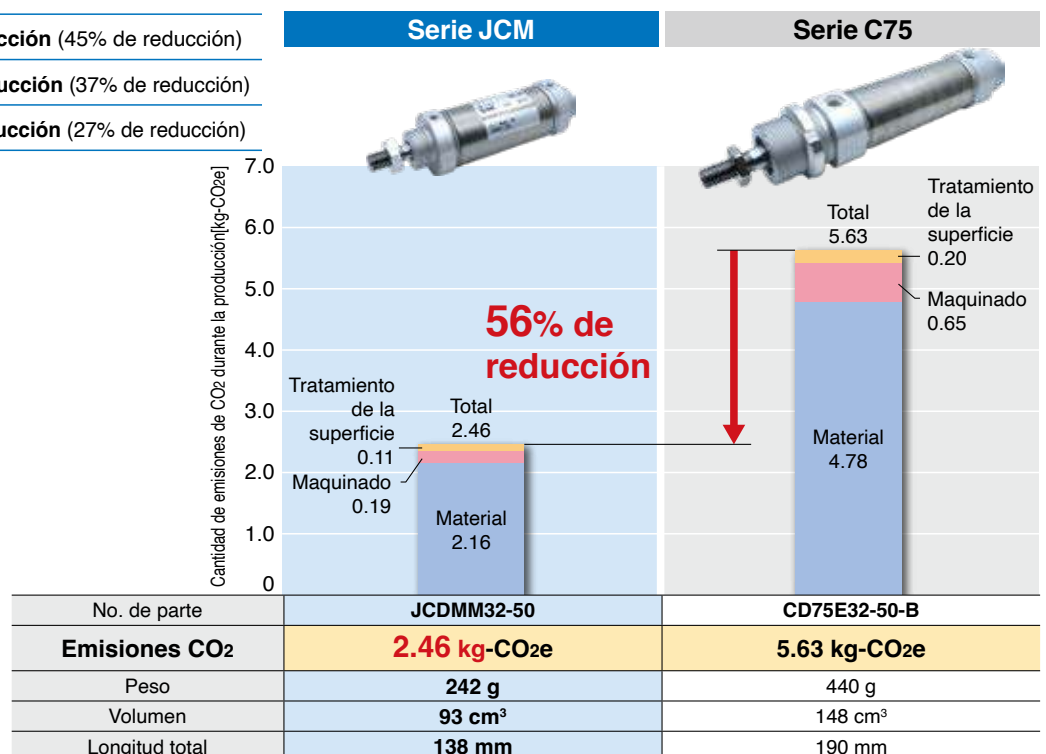 cción (45% de reducción)
ucción (37% de reducción)
ucción (27% de reducción)
Serie JCM
Serie C75
Cantidad de emisiones de CO2 durante la producción[kg-CO2e]
7.0
6.0
5.0
4.0
3.0
2.0
1.0
0
Tratamiento
de la
superficie
0.11
Maquinado
0.19
Total
2.46
Material
2.16
56% de
reducción
Total
5.63
Tratamiento
de la
superficie
0.20
Maquinado
0.65
Material
4.78
No. de parte JCDMM32-50 CD75E32-50-B
Emisiones CO2 2.46 kg-CO2e 5.63 kg-CO2e
Peso 242 g 440 g
Volumen 93 cm³ 148 cm³
Longitud total 138 mm 190 mm